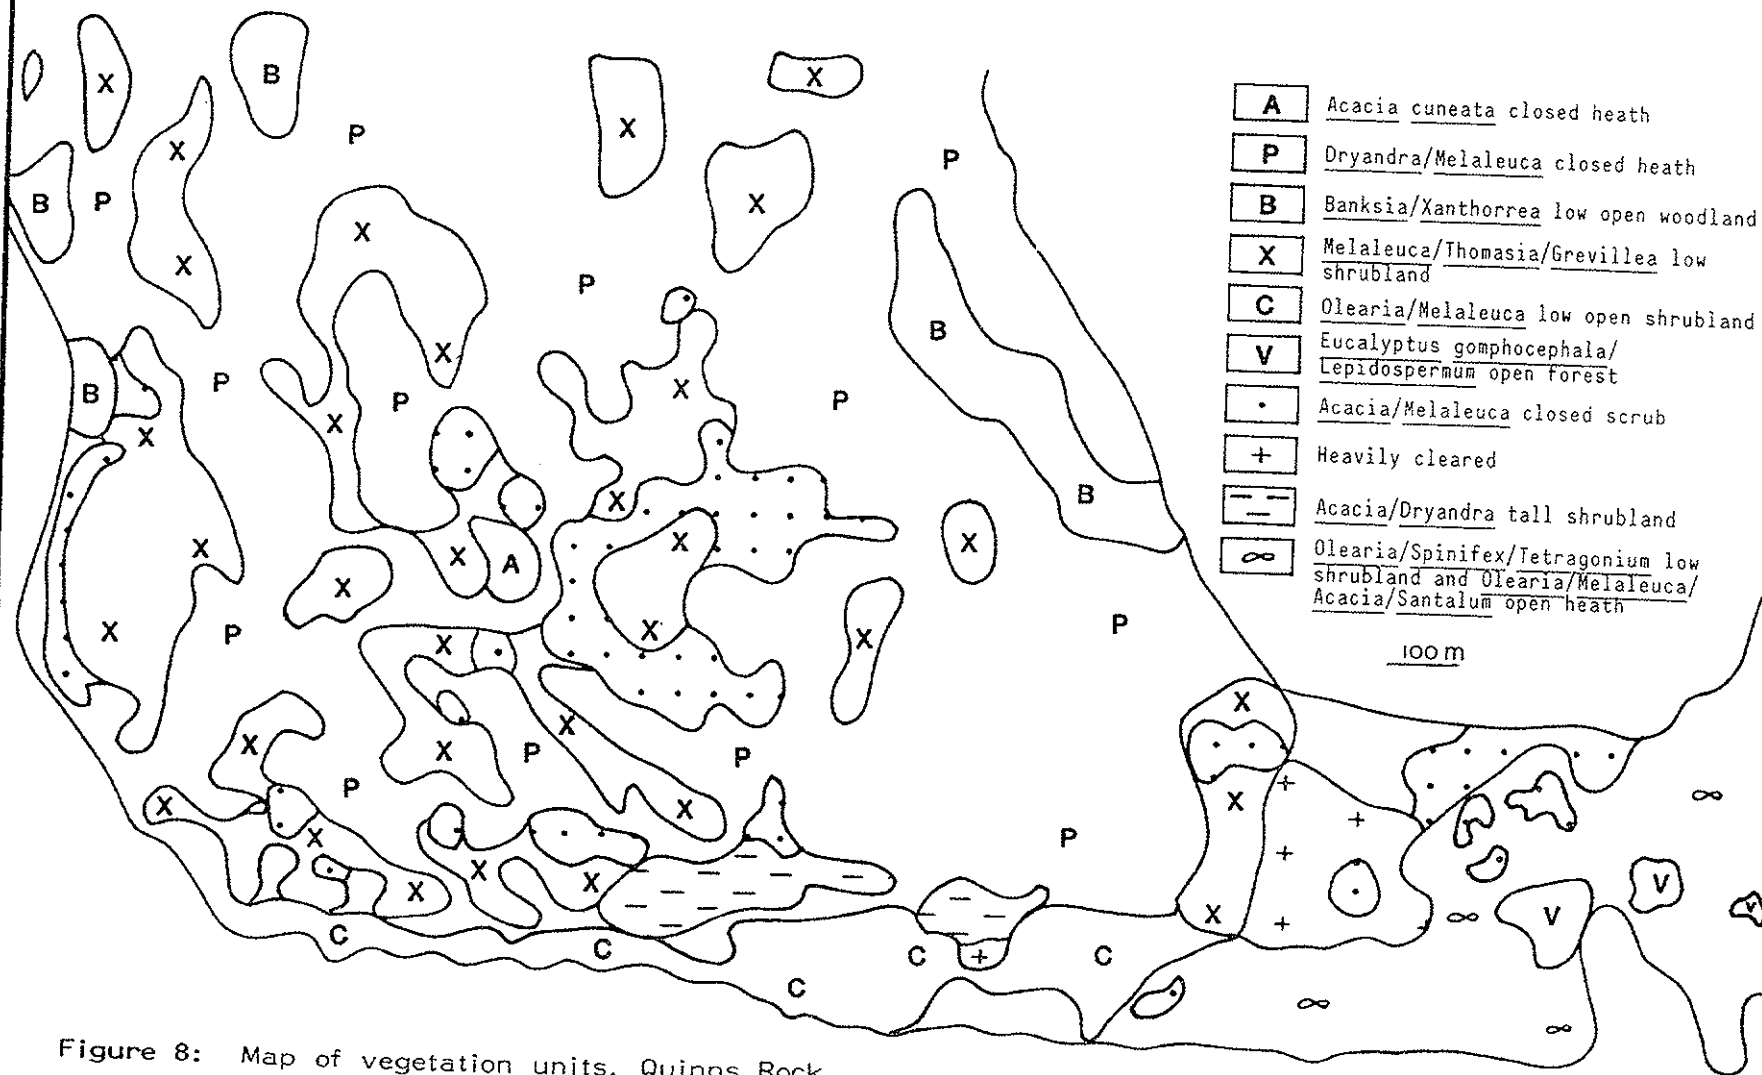 A Acacia cuneata closed heath
P Dryandra/Melaleuca closed heath
B Banksia/Xanthorrea low open woodland
X Melaleuca/Thomasia/Grevillea low
shrubland
C Olearia/Melaleuca low open shrubland
V Eucalyptus gomphocephala/
Lepidospermum open forest
• Acacia/Melaleuca closed scrub
+ Heavily cleared
Acacia/Dryandra tall shrubland
∞ Olearia/Spinifex/Tetragonium low
shrubland and Olearia/Melaleuca/
Acacia/Santalum open heath
100 m
X B X
P X X
B P X P X
X X
P B
X P
X B P X P
X X P
X X B
X X A X X
X
X P X X X P
X
X X P P X
X P X X
X P
X X X X V V V
C C C + C
C
Figure 8: Map of vegetation units, Quinns Rock